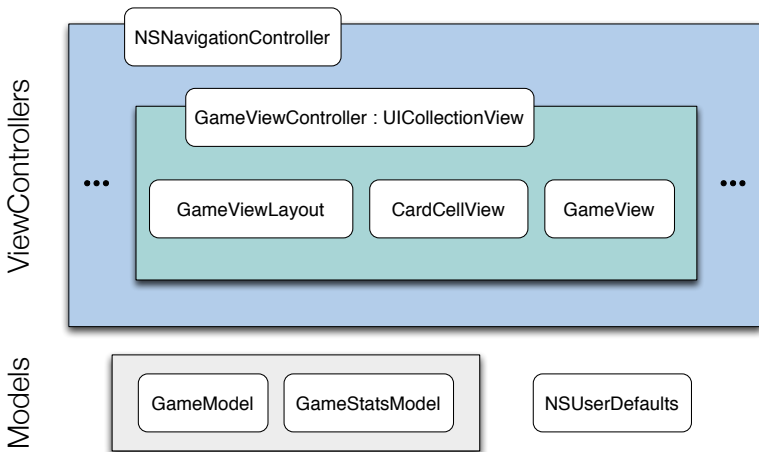 NSNavigationController
GameViewController : UICollectionView
ViewControllers
...
GameViewLayout
CardCellView
GameView
...
Models
GameModel
GameStatsModel
NSUserDefaults